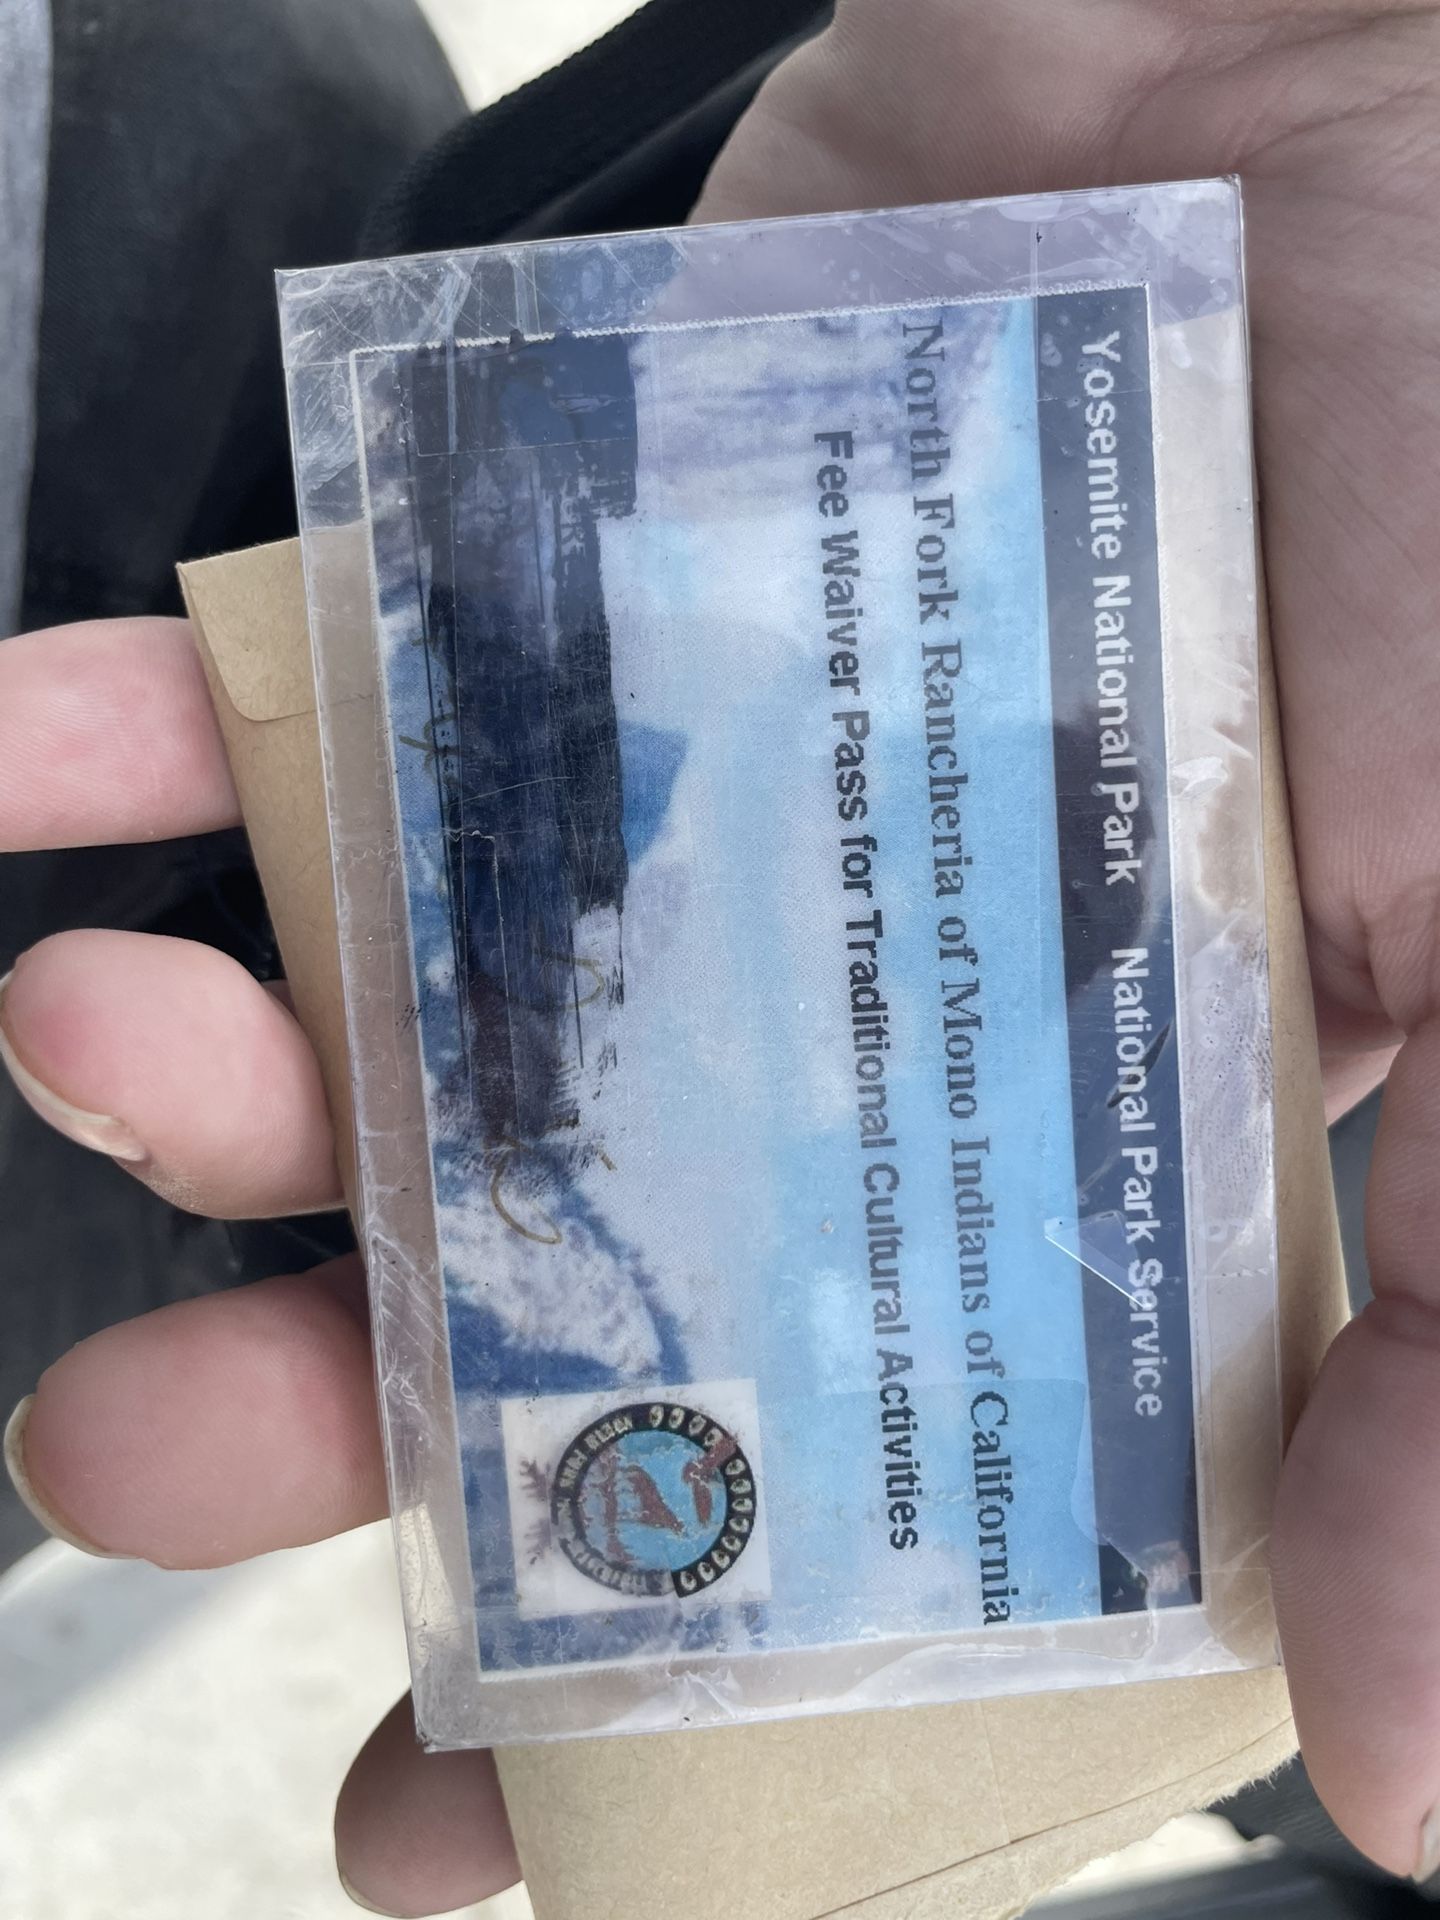 Yosemite National Park National Park Service
North Fork Rancheria of Mono Indians of California
Fee Waiver Pass for Traditional Cultural Activities